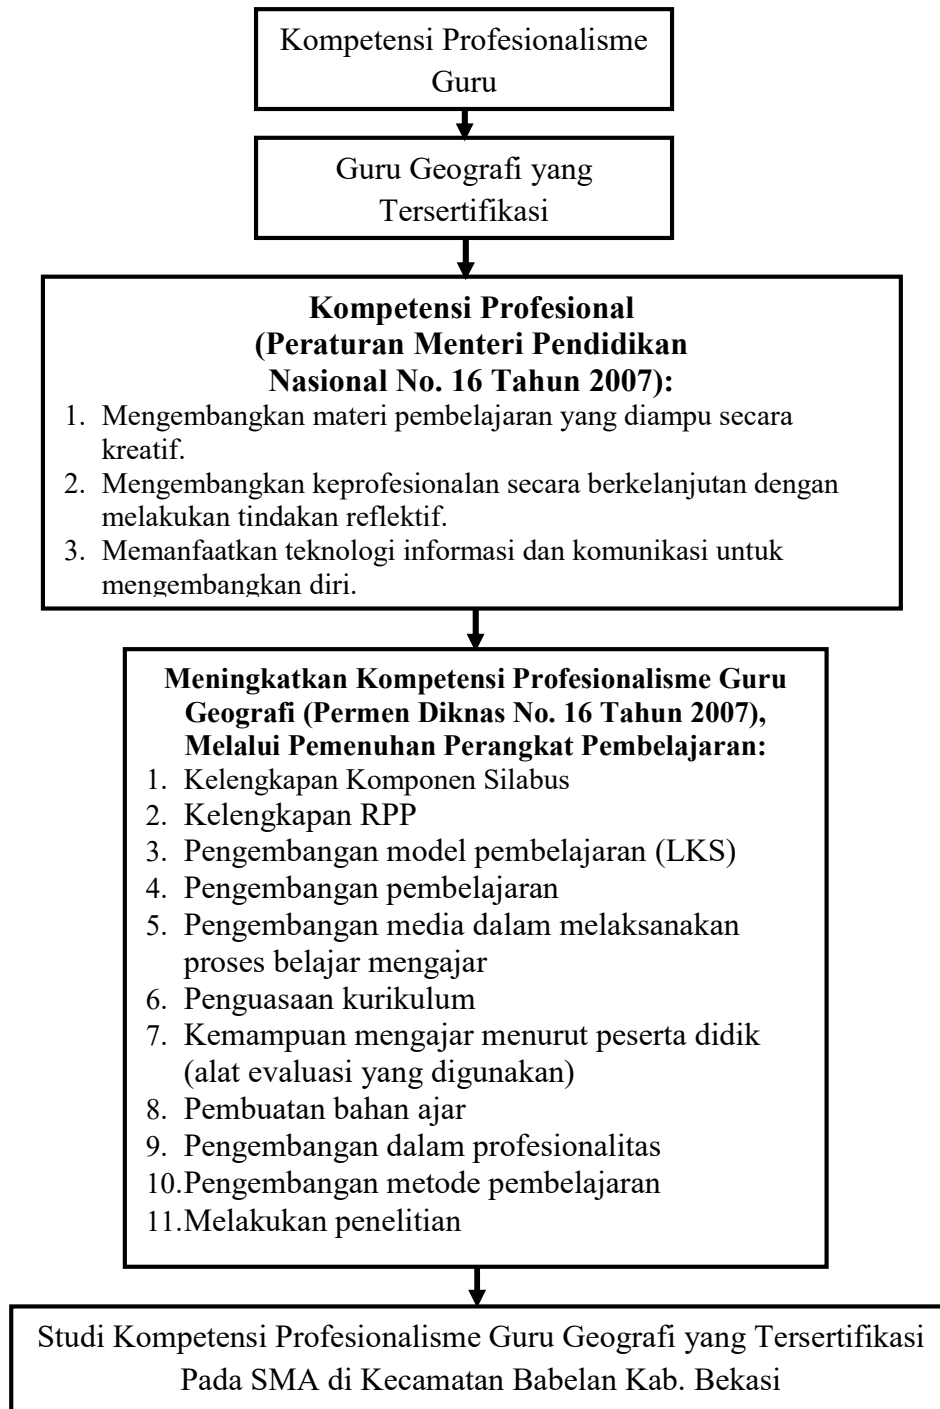 Kompetensi Profesionalisme
Guru
Guru Geografi yang
Tersertifikasi
Kompetensi Profesional
(Peraturan Menteri Pendidikan
Nasional No. 16 Tahun 2007):
1. Mengembangkan materi pembelajaran yang diampu secara
kreatif.
2. Mengembangkan keprofesionalan secara berkelanjutan dengan
melakukan tindakan reflektif.
3. Memanfaatkan teknologi informasi dan komunikasi untuk
mengembangkan diri.
Meningkatkan Kompetensi Profesionalisme Guru
Geografi (Permen Diknas No. 16 Tahun 2007),
Melalui Pemenuhan Perangkat Pembelajaran:
1. Kelengkapan Komponen Silabus
2. Kelengkapan RPP
3. Pengembangan model pembelajaran (LKS)
4. Pengembangan pembelajaran
5. Pengembangan media dalam melaksanakan
proses belajar mengajar
6. Penguasaan kurikulum
7. Kemampuan mengajar menurut peserta didik
(alat evaluasi yang digunakan)
8. Pembuatan bahan ajar
9. Pengembangan dalam profesionalitas
10.Pengembangan metode pembelajaran
11.Melakukan penelitian
Studi Kompetensi Profesionalisme Guru Geografi yang Tersertifikasi
Pada SMA di Kecamatan Babelan Kab. Bekasi